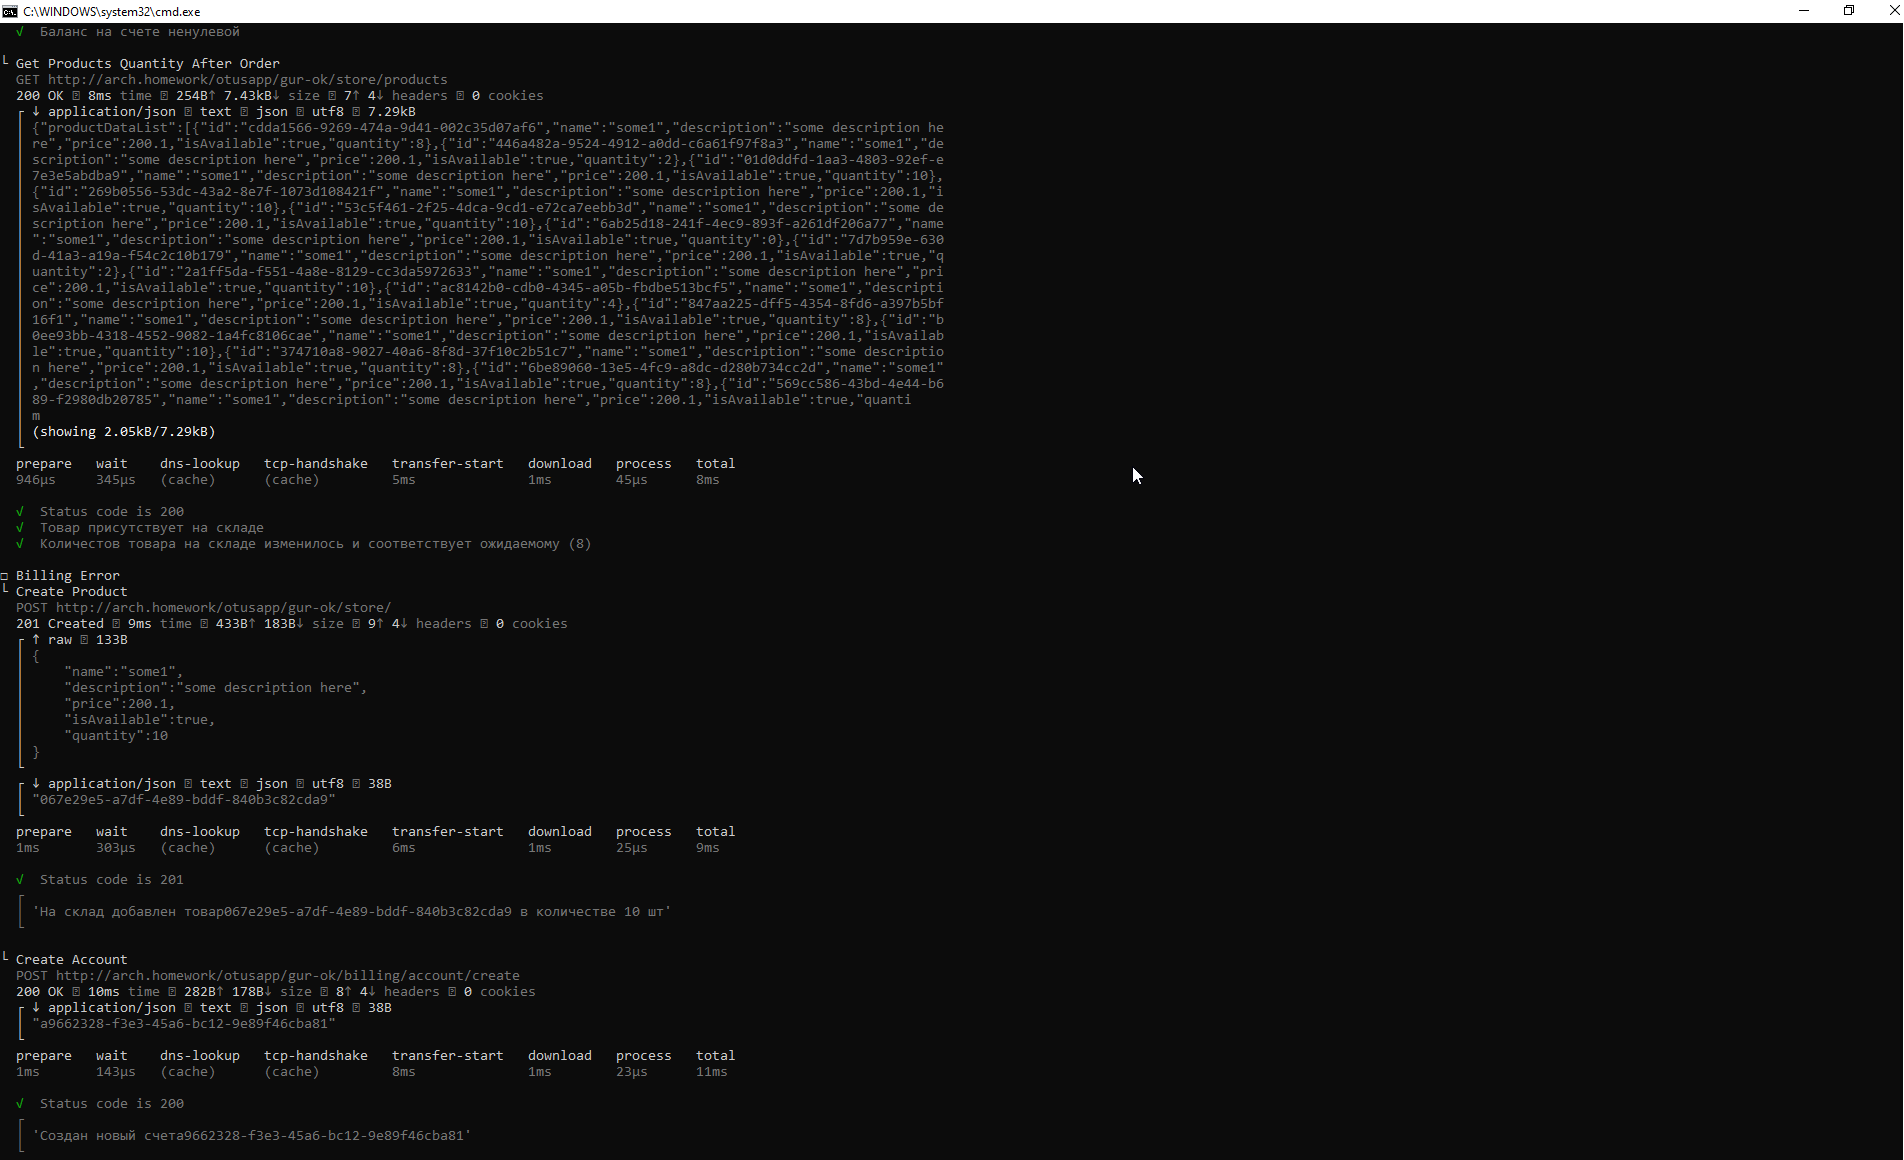 C:\WINDOWS\system32\cmd.exe
√ Баланс на счете ненулевой
└ Get Products Quantity After Order
GET http://arch.homework/otusapp/gur-ok/store/products
200 OK 8ms time 254B↑ 7.43kB↓ size 7↑ 4↓ headers 0 cookies
↓ application/json text json utf8 7.29kB
{"productDataList":[{"id":"cdda1566-9269-474a-9d41-002c35d07af6","name":"some1","description":"some description he
re","price":200.1,"isAvailable":true,"quantity":8},{"id":"446a482a-9524-4912-a0dd-c6a61f97f8a3","name":"some1","de
scription":"some description here","price":200.1,"isAvailable":true,"quantity":2},{"id":"01d0ddfd-1aa3-4803-92ef-e
7e3e5abdba9","name":"some1","description":"some description here","price":200.1,"isAvailable":true,"quantity":10},
{"id":"269b0556-53dc-43a2-8e7f-1073d108421f","name":"some1","description":"some description here","price":200.1,"i
sAvailable":true,"quantity":10},{"id":"53c5f461-2f25-4dca-9cd1-e72ca7eebb3d","name":"some1","description":"some de
scription here","price":200.1,"isAvailable":true,"quantity":10},{"id":"6ab25d18-241f-4ec9-893f-a261df206a77","name
":"some1","description":"some description here","price":200.1,"isAvailable":true,"quantity":0},{"id":"7d7b959e-630
d-41a3-a19a-f54c2c10b179","name":"some1","description":"some description here","price":200.1,"isAvailable":true,"q
uantity":2},{"id":"2a1ff5da-f551-4a8e-8129-cc3da5972633","name":"some1","description":"some description here","pri
ce":200.1,"isAvailable":true,"quantity":10},{"id":"ac8142b0-cdb0-4345-a05b-fbdbe513bcf5","name":"some1","descripti
on":"some description here","price":200.1,"isAvailable":true,"quantity":4},{"id":"847aa225-dff5-4354-8fd6-a397b5bf
16f1","name":"some1","description":"some description here","price":200.1,"isAvailable":true,"quantity":8},{"id":"b
0ee93bb-4318-4552-9082-1a4fc8106cae","name":"some1","description":"some description here","price":200.1,"isAvailab
le":true,"quantity":10},{"id":"374710a8-9027-40a6-8f8d-37f10c2b51c7","name":"some1","description":"some descriptio
n here","price":200.1,"isAvailable":true,"quantity":8},{"id":"6be89060-13e5-4fc9-a8dc-d280b734cc2d","name":"some1"
,"description":"some description here","price":200.1,"isAvailable":true,"quantity":8},{"id":"569cc586-43bd-4e44-b6
89-f2980db20785","name":"some1","description":"some description here","price":200.1,"isAvailable":true,"quanti
m
(showing 2.05kB/7.29kB)
prepare wait dns-lookup tcp-handshake transfer-start download process total
946µs 345µs (cache) (cache) 5ms 1ms 45µs 8ms
√ Status code is 200
√ Товар присутствует на складе
√ Количестов товара на складе изменилось и соответствует ожидаемому (8)
□ Billing Error
└ Create Product
POST http://arch.homework/otusapp/gur-ok/store/
201 Created 9ms time 433B↑ 183B↓ size 9↑ 4↓ headers 0 cookies
↑ raw 133B
{
"name":"some1",
"description":"some description here",
"price":200.1,
"isAvailable":true,
"quantity":10
}
↓ application/json text json utf8 38B
"067e29e5-a7df-4e89-bddf-840b3c82cda9"
prepare wait dns-lookup tcp-handshake transfer-start download process total
1ms 303µs (cache) (cache) 6ms 1ms 25µs 9ms
√ Status code is 201
'На склад добавлен товар067e29e5-a7df-4e89-bddf-840b3c82cda9 в количестве 10 шт'
└ Create Account
POST http://arch.homework/otusapp/gur-ok/billing/account/create
200 OK 10ms time 282B↑ 178B↓ size 8↑ 4↓ headers 0 cookies
↓ application/json text json utf8 38B
"a9662328-f3e3-45a6-bc12-9e89f46cba81"
prepare wait dns-lookup tcp-handshake transfer-start download process total
1ms 143µs (cache) (cache) 8ms 1ms 23µs 11ms
√ Status code is 200
'Создан новый счетa9662328-f3e3-45a6-bc12-9e89f46cba81'